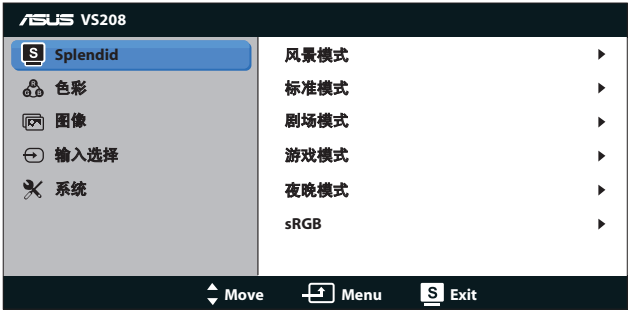 ASUS VS208
S Splendid
色彩
图像
输入选择
系统
风景模式
标准模式
剧场模式
游戏模式
夜晚模式
sRGB
Move Menu S Exit